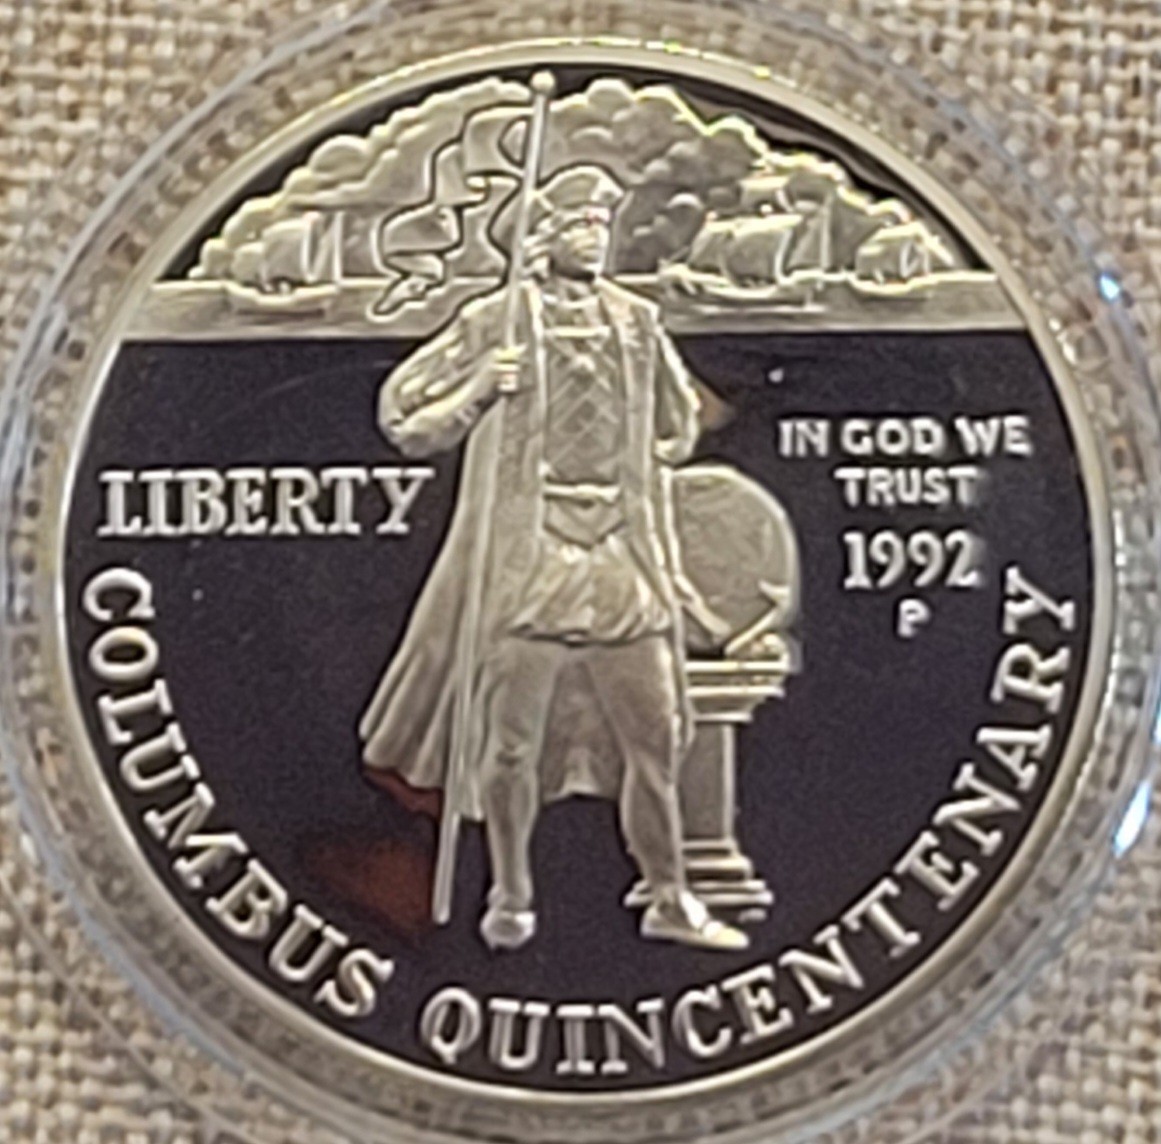 LIBERTY
IN GOD WE
TRUST
1992
P
COLUMBUS QUINCENTENARY